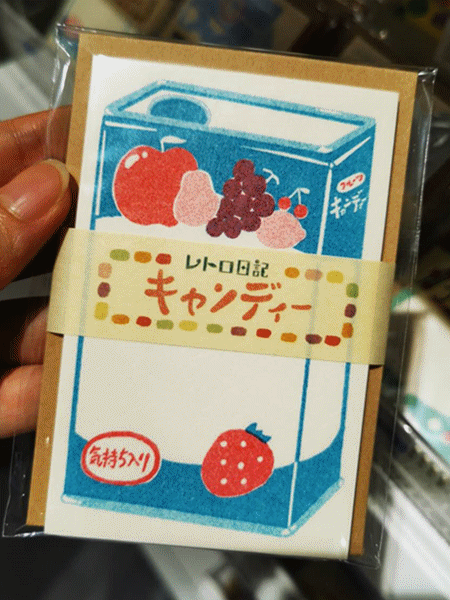 フルーツ
キャンディ
レトロ日記
キャンディー
気持ち入り